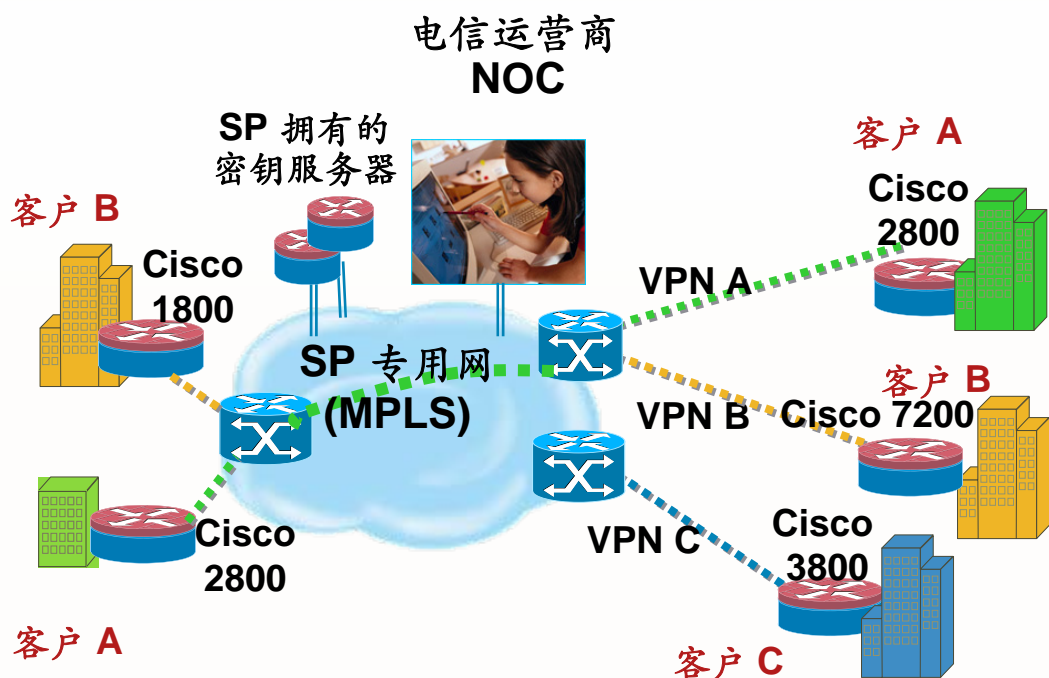 电信运营商
NOC
SP 拥有的
密钥服务器
客户 A
Cisco
2800
客户 B
Cisco
1800
VPN A
SP 专用网
(MPLS)
客户 B
VPN B
Cisco 7200
Cisco
2800
VPN C
Cisco
3800
客户 A
客户 C